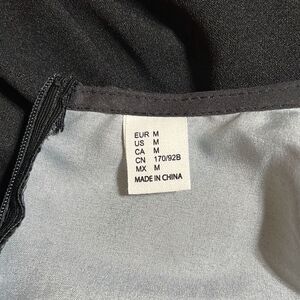 EUR M
US M
CA M
CN 170/92B
MX M
MADE IN CHINA